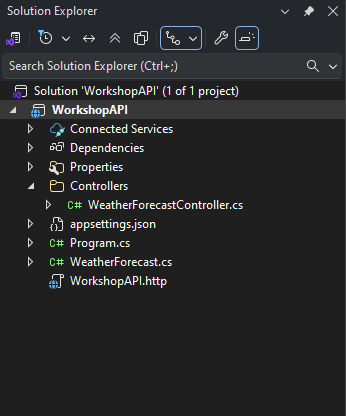 Solution Explorer
Search Solution Explorer (Ctrl+;)
Solution 'WorkshopAPI' (1 of 1 project)
WorkshopAPI
Connected Services
Dependencies
Properties
Controllers
C# WeatherForecastController.cs
appsettings.json
C# Program.cs
C# WeatherForecast.cs
WorkshopAPI.http